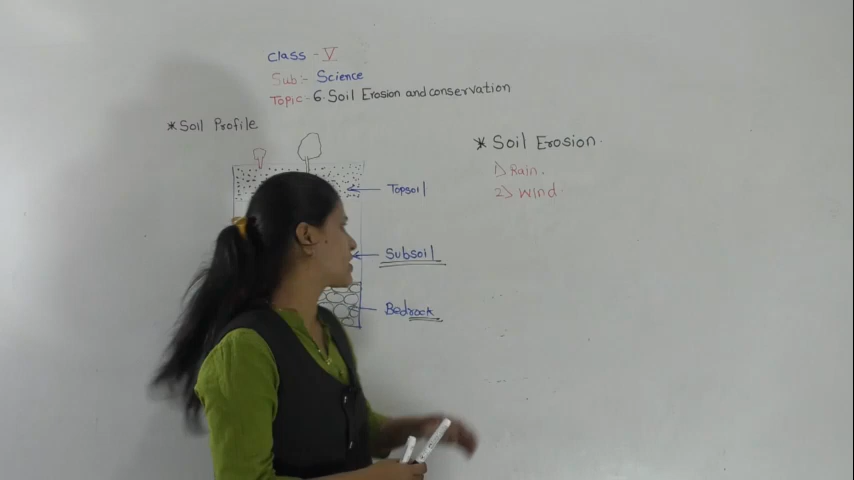 Class - V
Sub:- Science
Topic - 6. Soil Erosion and conservation
* Soil Profile
Topsoil
Subsoil
Bedrock
* Soil Erosion.
1) Rain.
2) Wind.